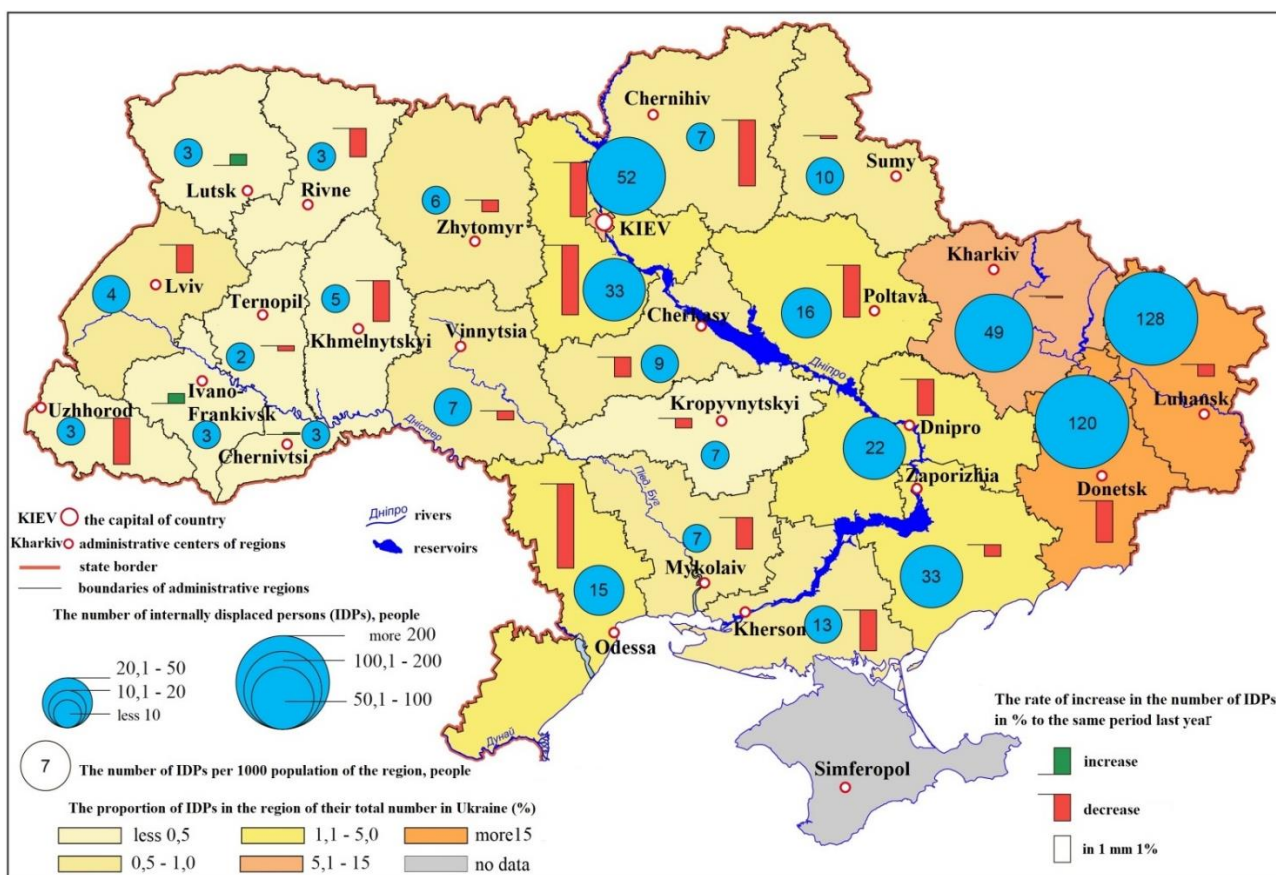 Chernihiv
7
3
3
52
Sumy
10
Lutsk
Rivne
6
Zhytomyr
KIEV
Kharkiv
Lviv
4
Ternopil
5
Khmelnytskyi
33
16
Poltava
49
128
Vinnytsia
Cherkasy
2
9
Дніпро
Ivano-
Frankivsk
Uzhhorod
3
3
Chernivtsi
3
7
Дністер
Kropyvnytskyi
7
22
Dnipro
120
Luhansk
Zaporizhia
Donetsk
Півд. Буг
7
Mykolaiv
15
33
Odessa
Kherson
13
Дунай
Simferopol
KIEV the capital of country
Kharkiv administrative centers of regions
state border
boundaries of administrative regions
Дніпро rivers
reservoirs
The number of internally displaced persons (IDPs), people
20,1 - 50
10,1 - 20
less 10
more 200
100,1 - 200
50,1 - 100
7 The number of IDPs per 1000 population of the region, people
The proportion of IDPs in the region of their total number in Ukraine (%)
less 0,5
1,1 - 5,0
more15
0,5 - 1,0
5,1 - 15
no data
The rate of increase in the number of IDPs
in % to the same period last year
increase
decrease
in 1 mm 1%